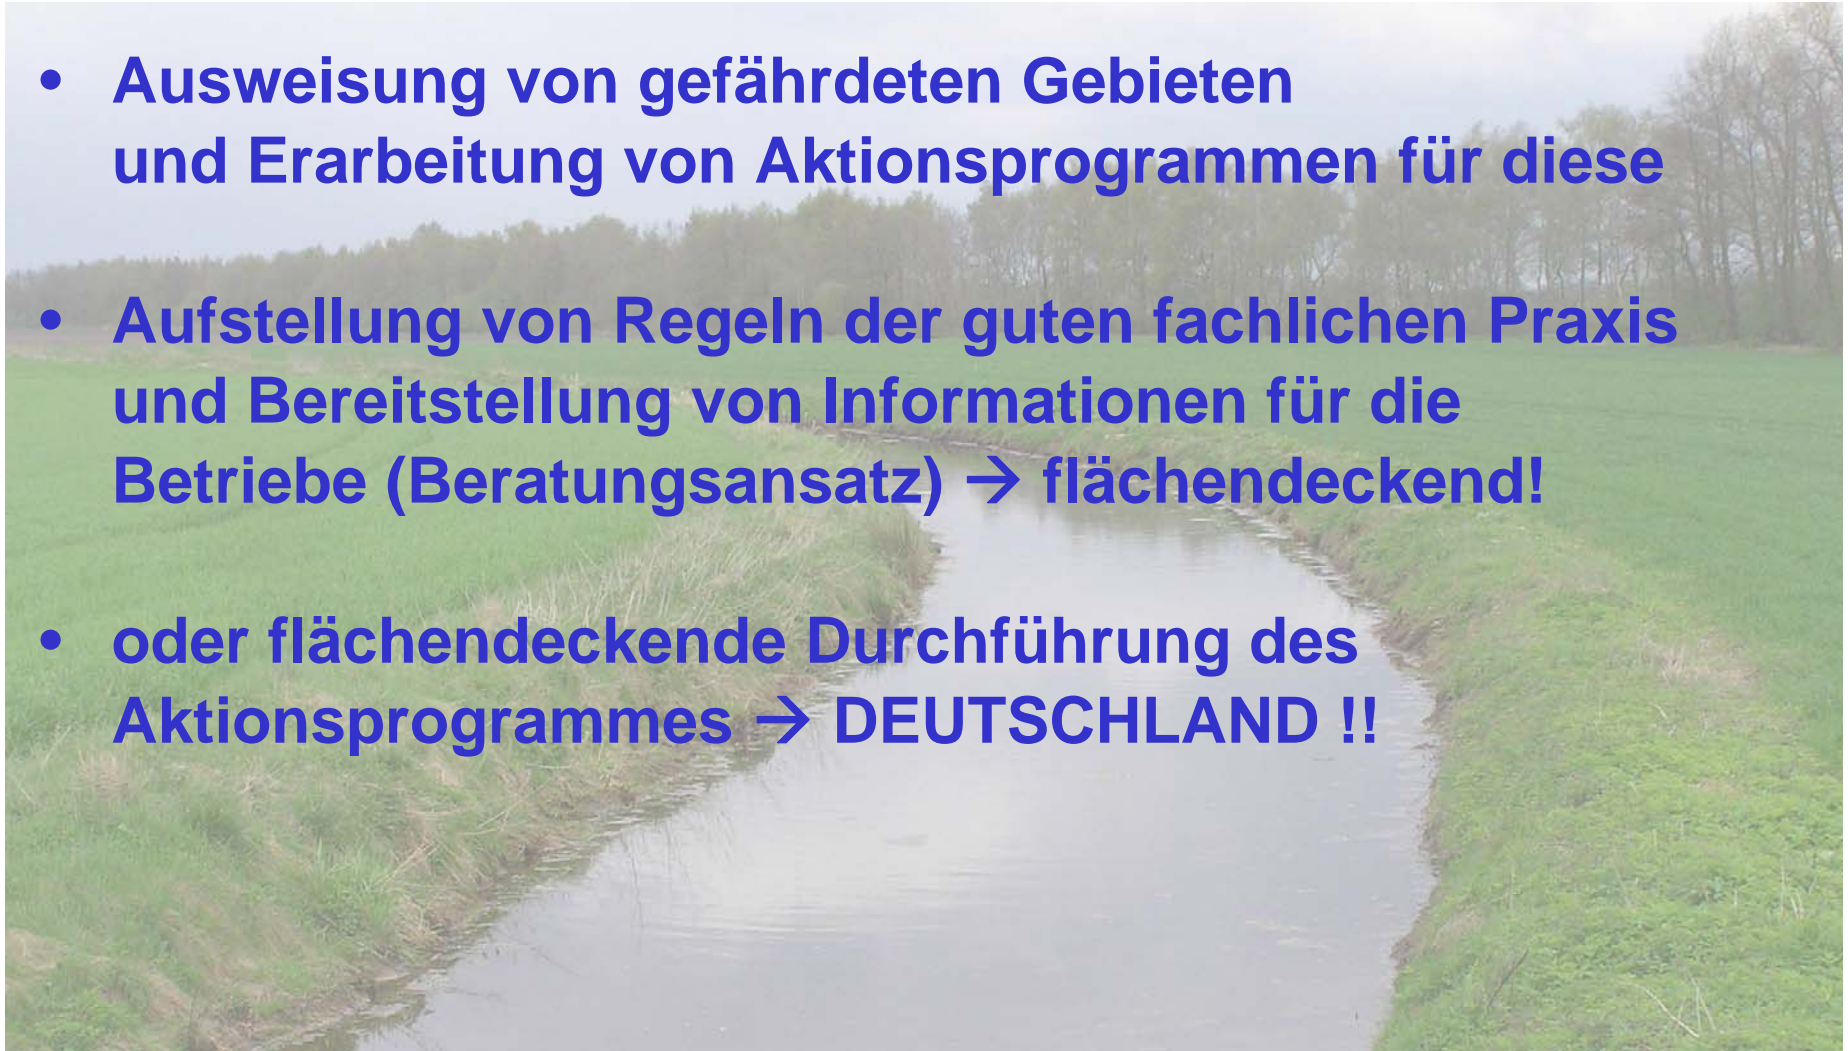 • Ausweisung von gefährdeten Gebieten
und Erarbeitung von Aktionsprogrammen für diese
• Aufstellung von Regeln der guten fachlichen Praxis
und Bereitstellung von Informationen für die
Betriebe (Beratungsansatz) → flächendeckend!
• oder flächendeckende Durchführung des
Aktionsprogrammes → DEUTSCHLAND !!